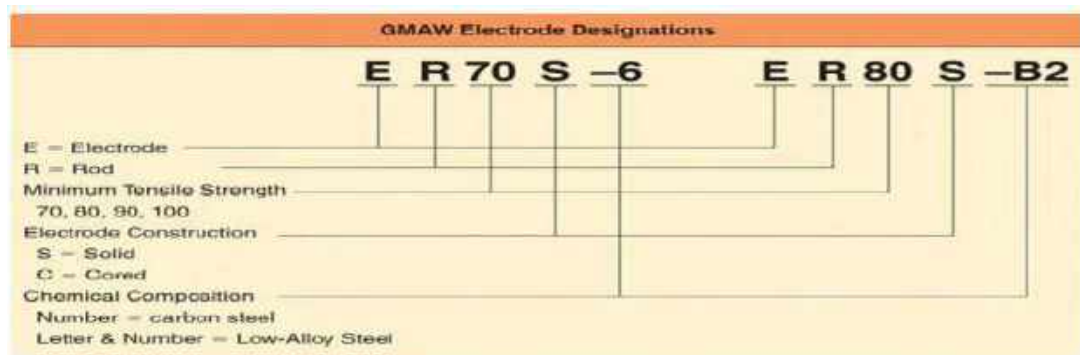 GMAW Electrode Designations
E R 70 S –6 E R 80 S –B2
E = Electrode
R = Rod
Minimum Tensile Strength
70, 80, 90, 100
Electrode Construction
S = Solid
C = Cored
Chemical Compositon
Number = carbon steel
Letter & Number = Low-Alloy Steel